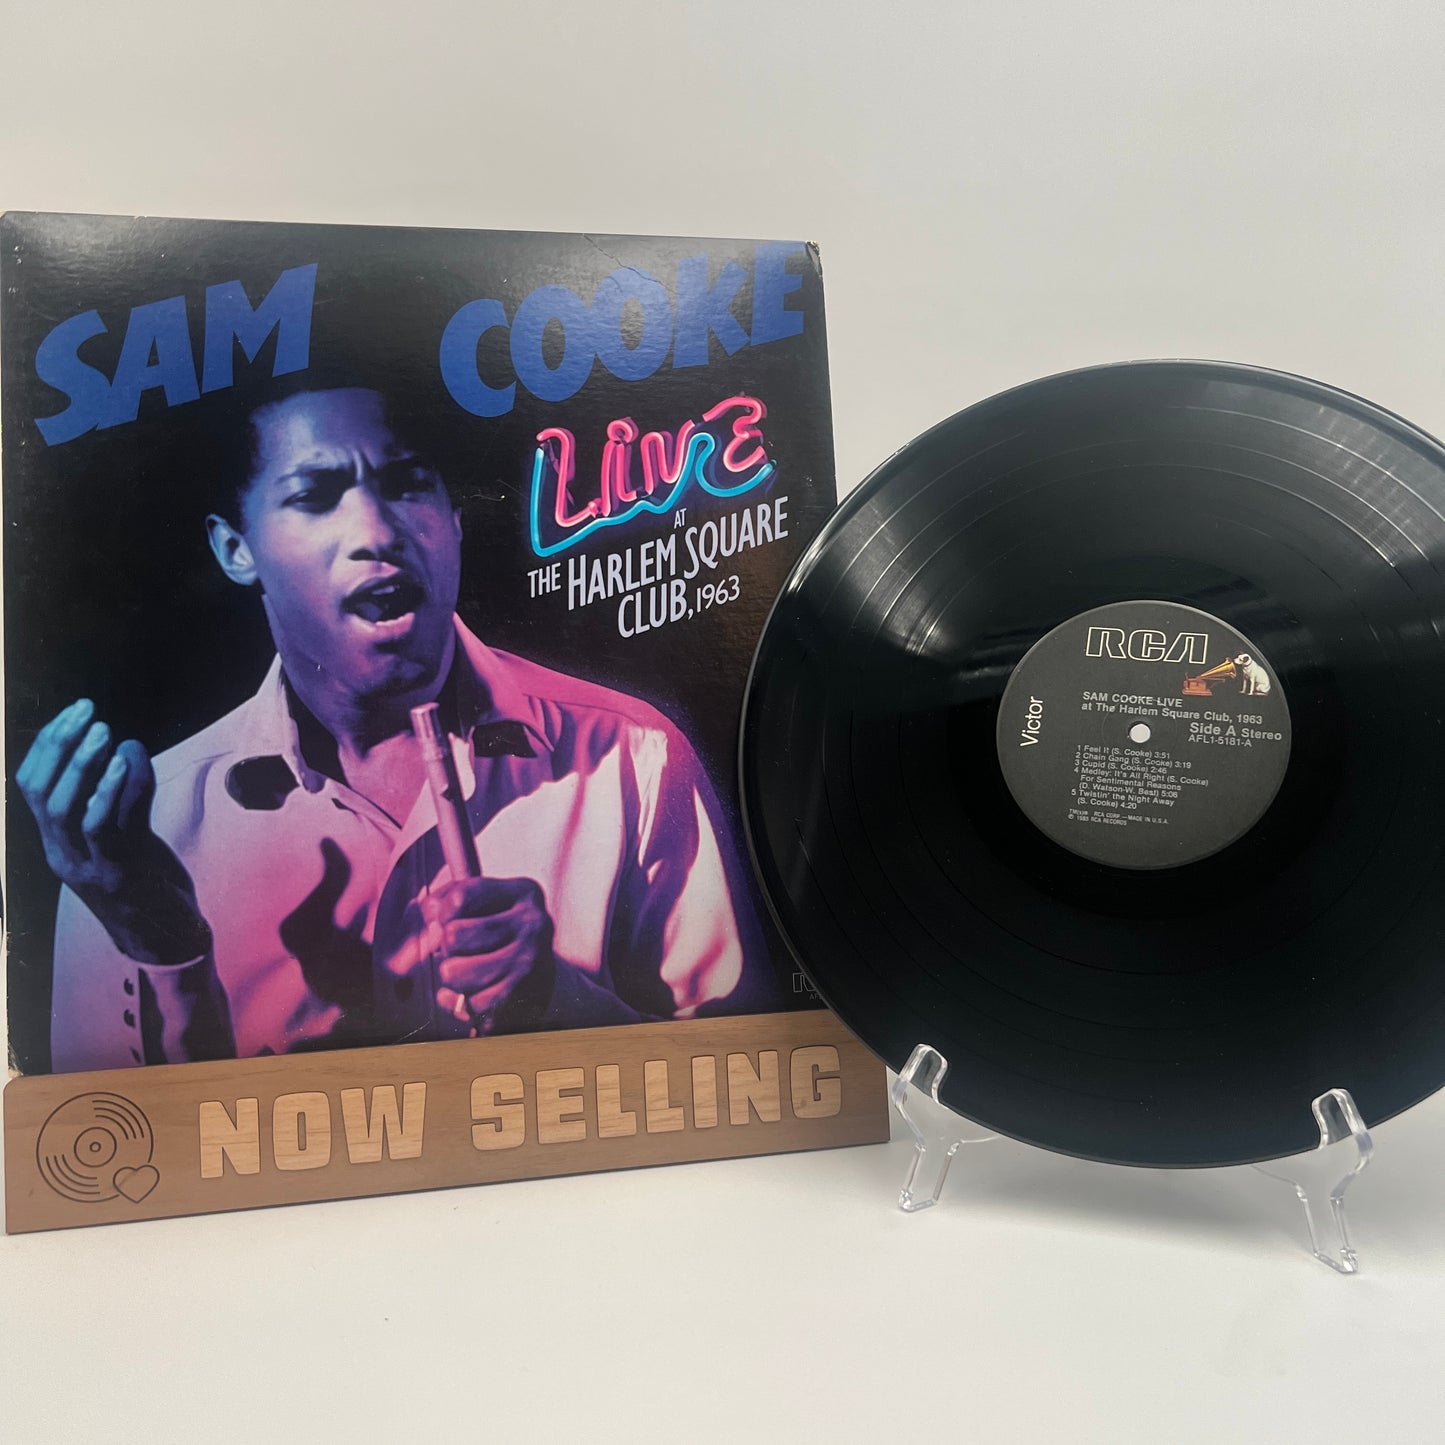 SAM COOKE
LIVE
AT
THE HARLEM SQUARE
CLUB, 1963
NOW SELLING
RCA
Victor
SAM COOKE LIVE
at The Harlem Square Club, 1963
Side A Stereo
AFL1-5181-A
1 Feel It (S. Cooke) 3:51
2 Chain Gang (S. Cooke) 3:19
3 Cupid (S. Cooke) 2:46
4 Medley: It's All Right (S. Cooke)
For Sentimental Reasons
(D. Watson-W. Best) 5:06
5 Twistin' the Night Away
(S. Cooke) 4:20
TM(s)® RCA CORP.—MADE IN U.S.A.
℗ 1985 RCA RECORDS